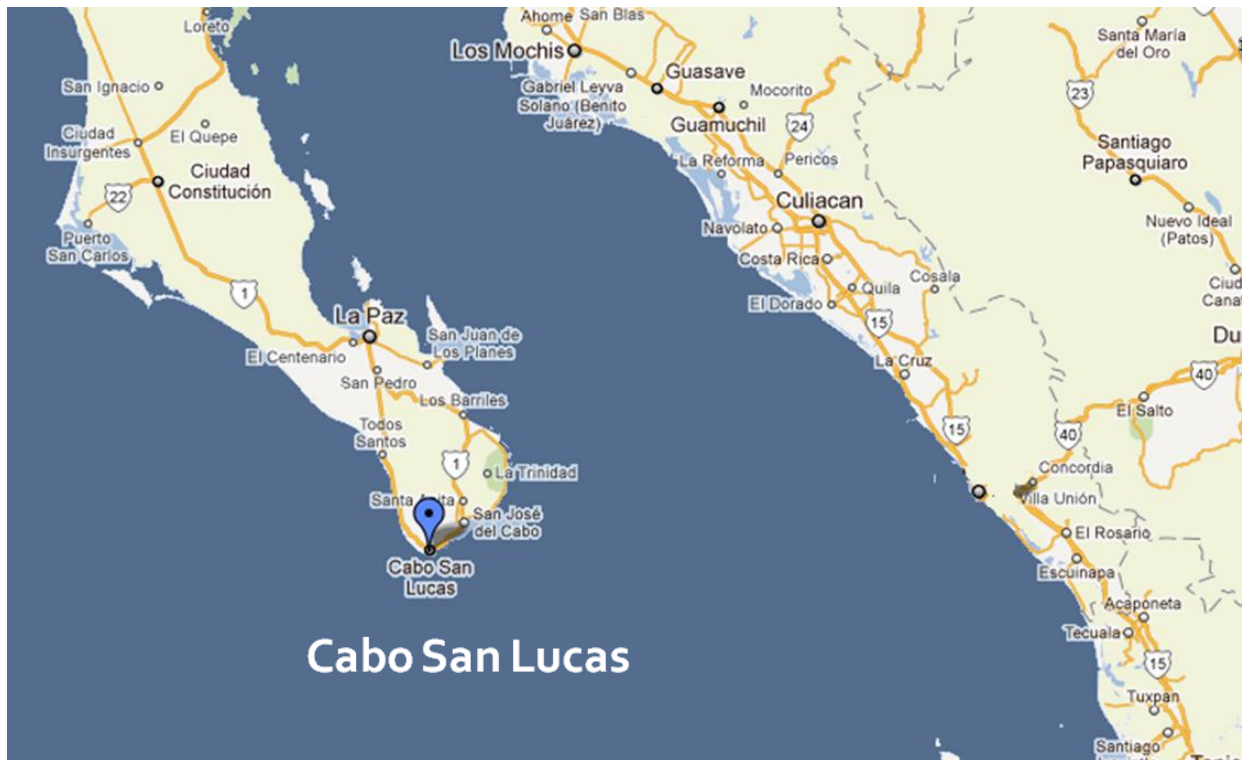 Loreto
San Ignacio
El Quepe
Ciudad
Insurgentes
Ciudad
Constitución
22
Puerto
San Carlos
1
La Paz
El Centenario
San Juan de
Los Planes
San Pedro
Los Barriles
Todos
Santos
1
La Trinidad
Santa Anita
San José
del Cabo
Cabo San
Lucas
Cabo San Lucas
Ahome
San Blas
Los Mochis
Guasave
Gabriel Leyva
Solano (Benito
Juárez)
Mocorito
Guamuchil
24
La Reforma
Pericos
Culiacan
Navolato
Costa Rica
Quila
Cosala
El Dorado
15
La Cruz
15
40
El Salto
40
Concordia
Villa Unión
El Rosario
Escuinapa
Acaponeta
Tecuala
15
Tuxpan
Santiago
Santa María
del Oro
23
Santiago
Papasquiaro
Nuevo Ideal
(Patos)